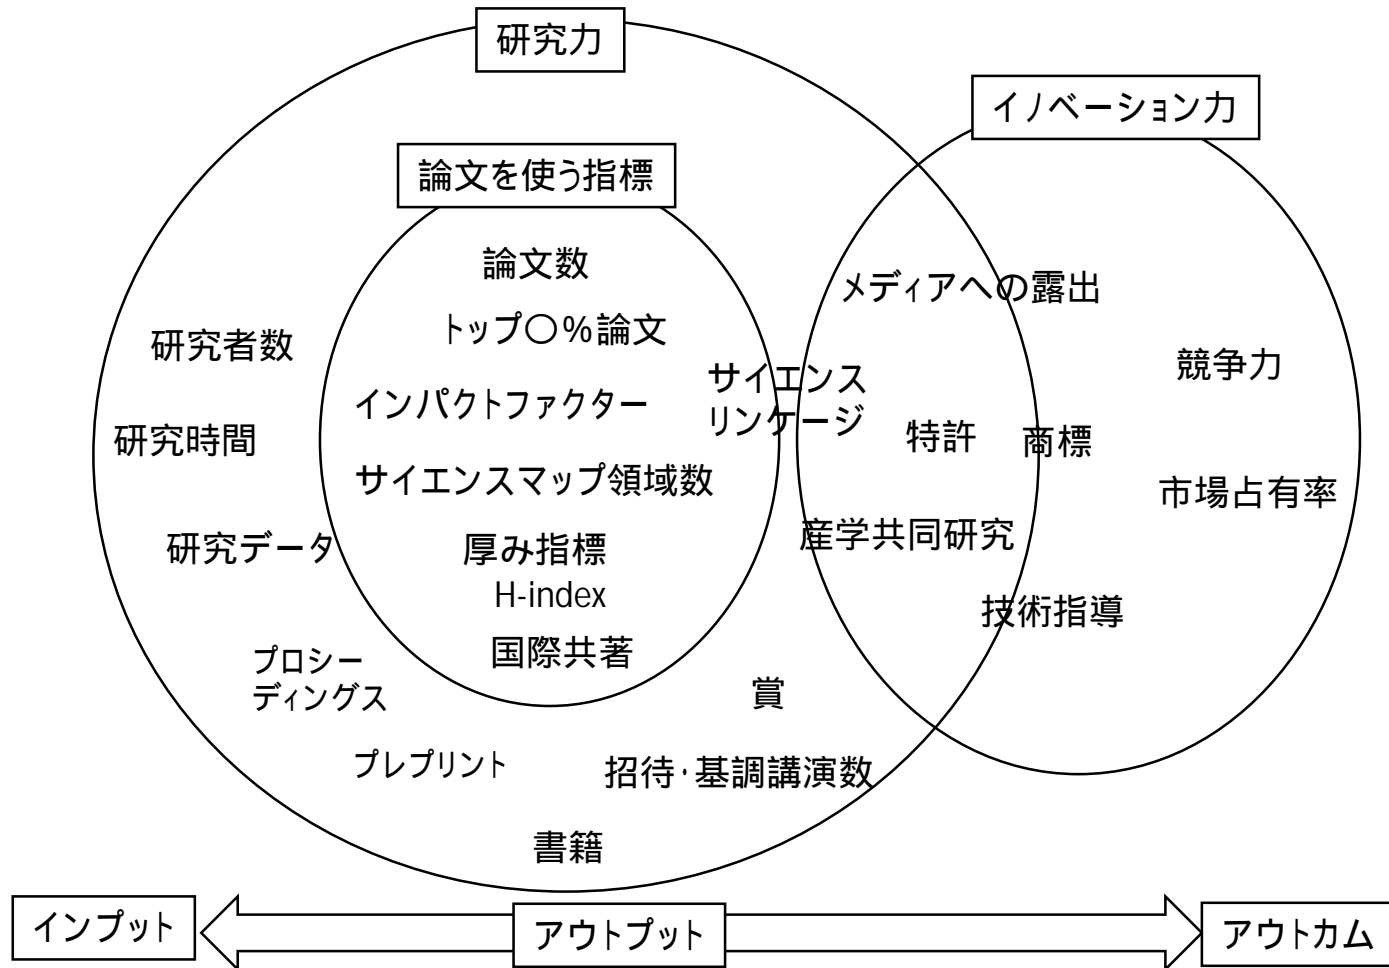 研究力
イノベーション力
論文を使う指標
論文数
メディアへの露出
トップ〇%論文
研究者数
競争力
サイエンス
リンケージ
インパクトファクター
研究時間
特許
商標
サイエンスマップ領域数
市場占有率
産学共同研究
研究データ
厚み指標
H-index
技術指導
国際共著
プロシー
ディングス
賞
プレプリント
招待・基調講演数
書籍
インプット
アウトプット
アウトカム